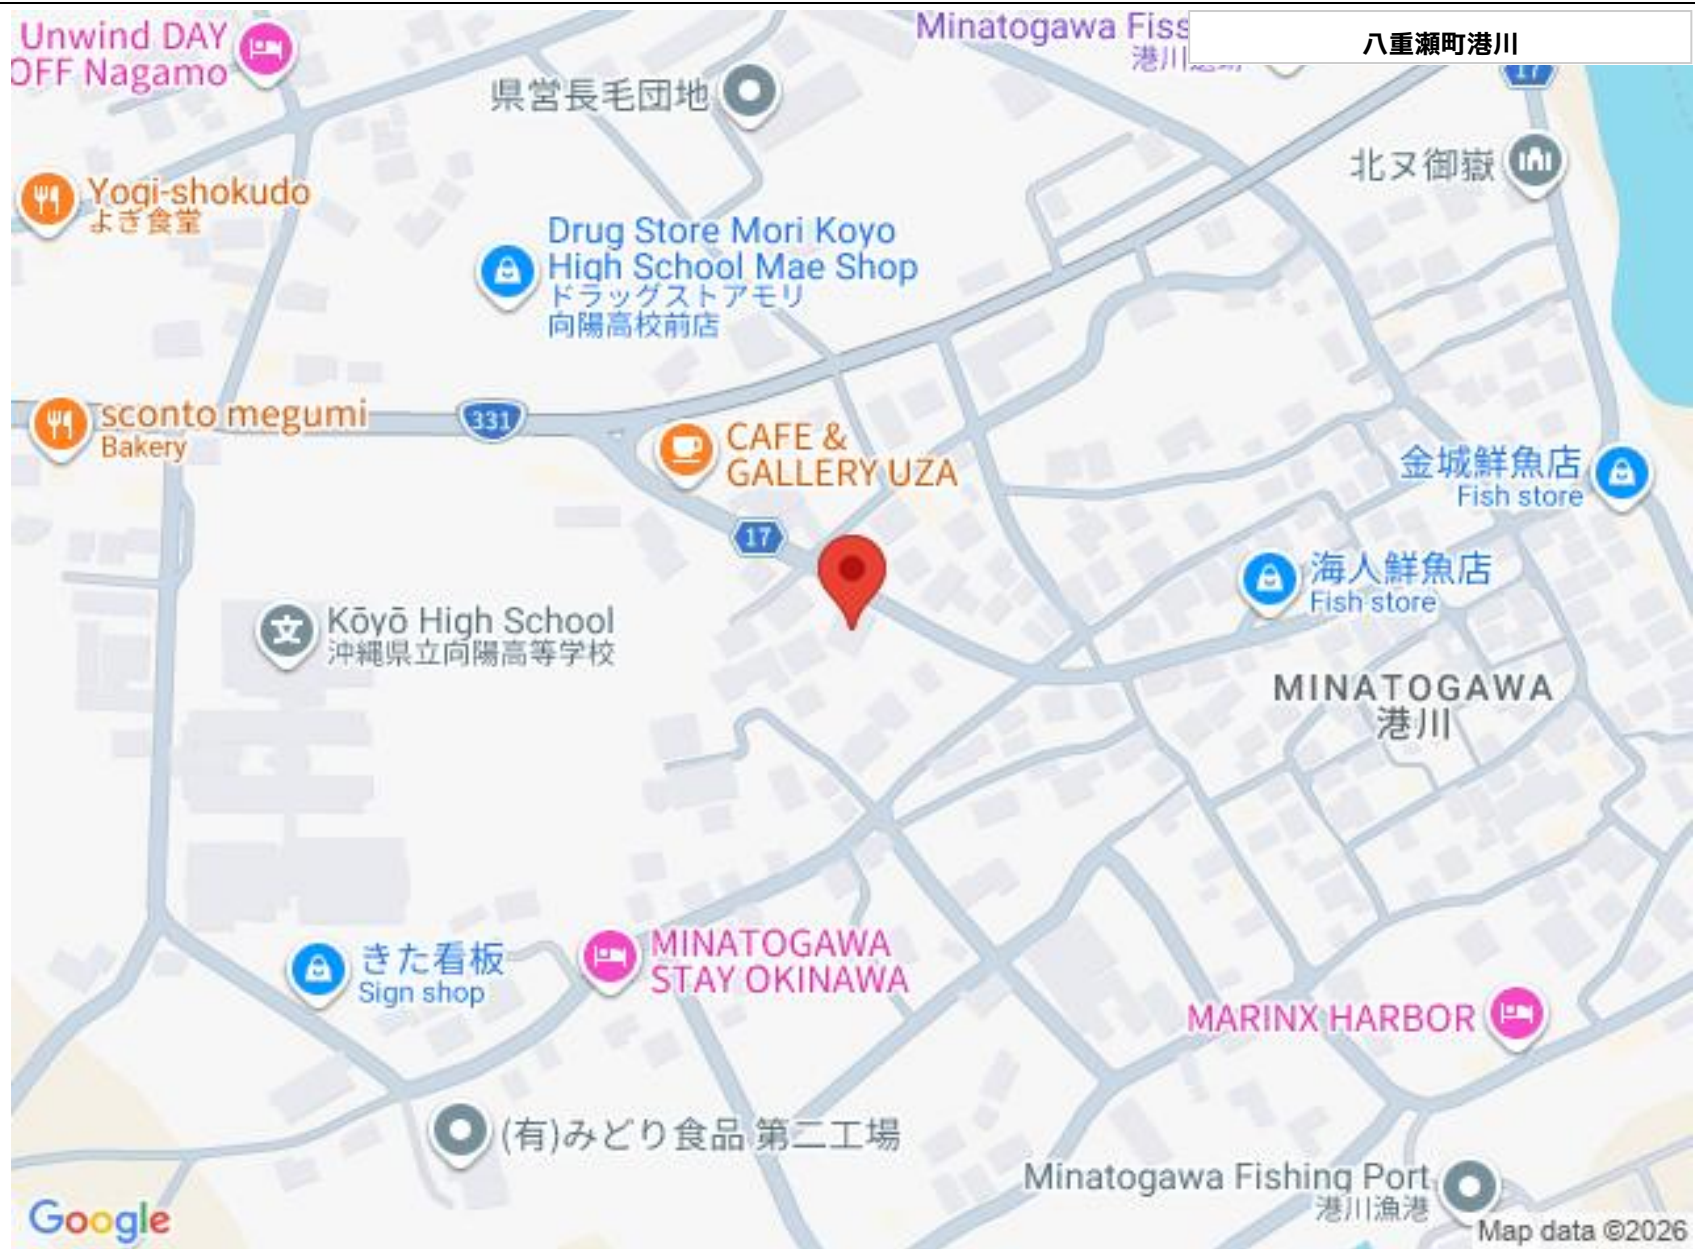 Unwind DAY
OFF Nagamo
Minatogawa Fiss
港川
八重瀬町港川
17
県営長毛団地
北ヌ御嶽
Yogi-shokudo
よぎ食堂
Drug Store Mori Koyo
High School Mae Shop
ドラッグストアモリ
向陽高校前店
sconto megumi
Bakery
331
CAFE &
GALLERY UZA
金城鮮魚店
Fish store
17
海人鮮魚店
Fish store
Kōyō High School
沖縄県立向陽高等学校
MINATOGAWA
港川
きた看板
Sign shop
MINATOGAWA
STAY OKINAWA
MARINX HARBOR
(有)みどり食品 第二工場
Minatogawa Fishing Port
港川漁港
Google
Map data ©2026